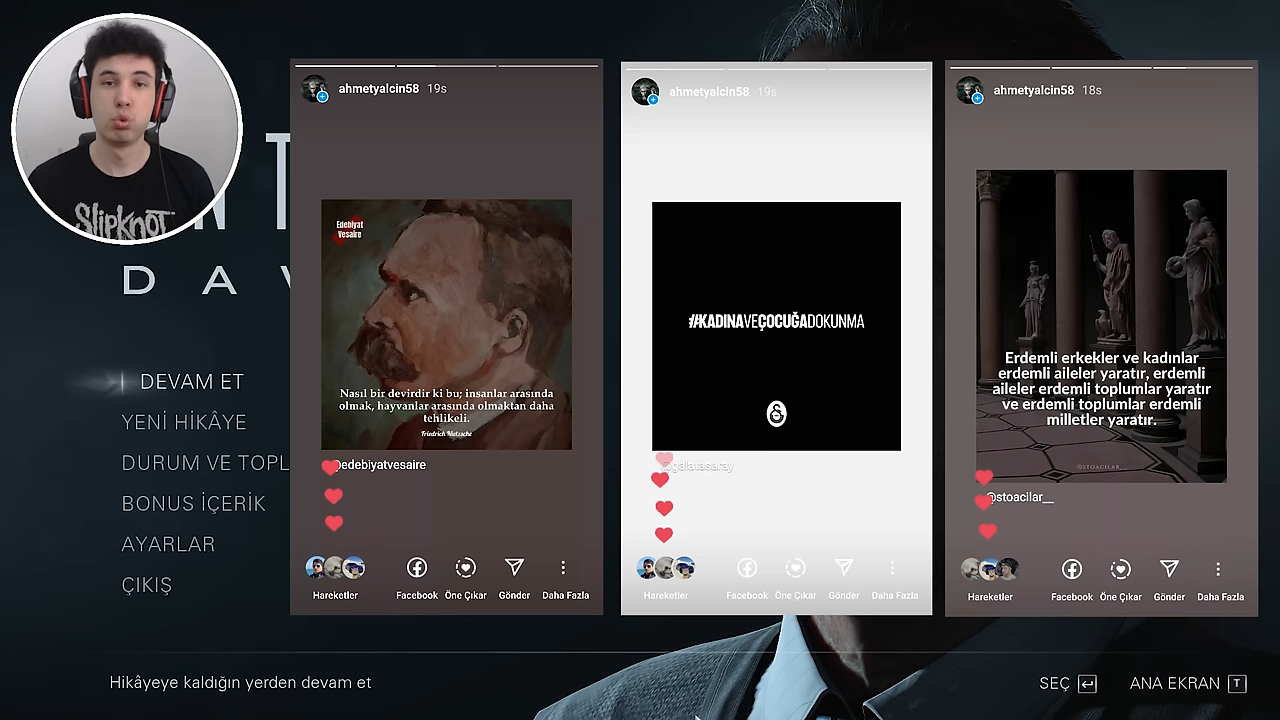 Slipknot
D A
DEVAM ET
YENİ HİKÂYE
DURUM VE TOPL
BONUS İÇERİK
AYARLAR
ÇIKIŞ
Hikâyeye kaldığın yerden devam et
SEÇ
ANA EKRAN T
ahmetyalcin58 19s
Edebiyat
Vesaire
Nasıl bir devirdir ki bu; insanlar arasında
olmak, hayvanlar arasında olmaktan daha
tehlikeli.
Friedrich Nietzsche
edebiyatvesaire
Hareketler Facebook Öne Çıkar Gönder Daha Fazla
ahmetyalcin58 19s
#KADINAVEÇOCUĞADOKUNMA
@galatasaray
Hareketler Facebook Öne Çıkar Gönder Daha Fazla
ahmetyalcin58 18s
Erdemli erkekler ve kadınlar
erdemli aileler yaratır, erdemli
aileler erdemli toplumlar yaratır
ve erdemli toplumlar erdemli
milletler yaratır.
@STOACILAR__
@stoacilar__
Hareketler Facebook Öne Çıkar Gönder Daha Fazla